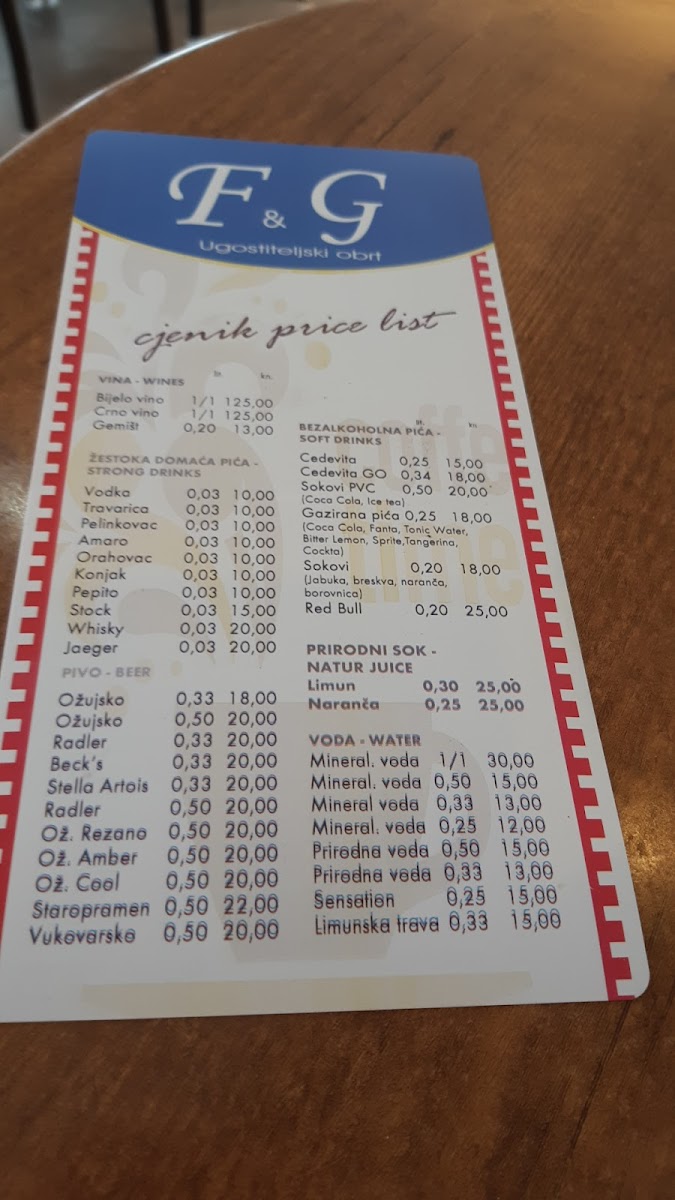 F & G
Ugostiteljski obrt
cjenik price list
VINA - WINES lit. kn.
Bijelo vino 1/1 125,00
Crno vino 1/1 125,00
Gemišt 0,20 13,00
ŽESTOKA DOMAĆA PIĆA -
STRONG DRINKS
Vodka 0,03 10,00
Travarica 0,03 10,00
Pelinkovac 0,03 10,00
Amaro 0,03 10,00
Orahovac 0,03 10,00
Konjak 0,03 10,00
Pepito 0,03 10,00
Stock 0,03 15,00
Whisky 0,03 20,00
Jaeger 0,03 20,00
PIVO - BEER
Ožujsko 0,33 18,00
Ožujsko 0,50 20,00
Radler 0,33 20,00
Beck's 0,33 20,00
Stella Artois 0,33 20,00
Radler 0,50 20,00
Ož. Rezano 0,50 20,00
Ož. Amber 0,50 20,00
Ož. Cool 0,50 20,00
Staropramen 0,50 22,00
Vukovarsko 0,50 20,00
BEZALKOHOLNA PIĆA - kn
SOFT DRINKS
Cedevita 0,25 15,00
Cedevita GO 0,34 18,00
Sokovi PVC 0,50 20,00
(Coca Cola, Ice tea)
Gazirana pića 0,25 18,00
(Coca Cola, Fanta, Tonic Water,
Bitter Lemon, Sprite,Tangerina,
Cockta)
Sokovi 0,20 18,00
(Jabuka, breskva, naranča,
borovnica)
Red Bull 0,20 25,00
PRIRODNI SOK -
NATUR JUICE
Limun 0,30 25,00
Naranča 0,25 25,00
VODA - WATER
Mineral. voda 1/1 30,00
Mineral. voda 0,50 15,00
Mineral voda 0,33 13,00
Mineral. voda 0,25 12,00
Prirodna voda 0,50 15,00
Prirodna voda 0,33 13,00
Sensation 0,25 15,00
Limunska trava 0,33 15,00
coffe
time